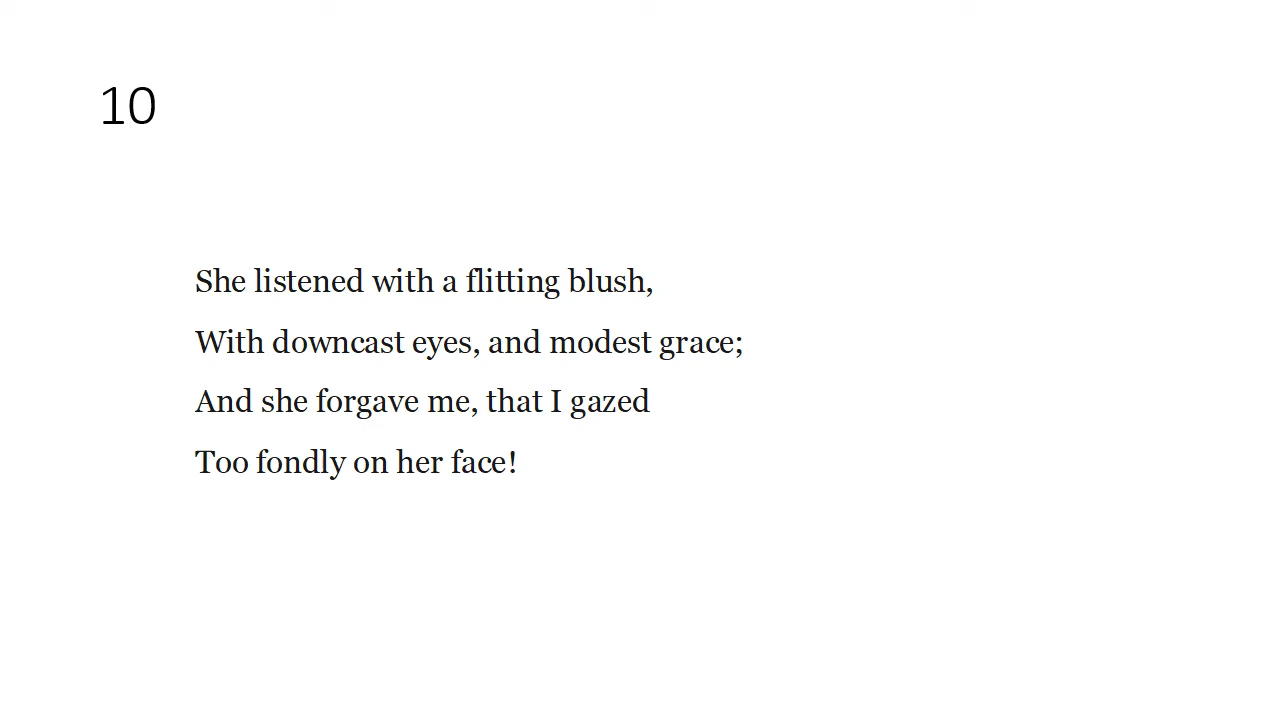 10
She listened with a flitting blush,
With downcast eyes, and modest grace;
And she forgave me, that I gazed
Too fondly on her face!